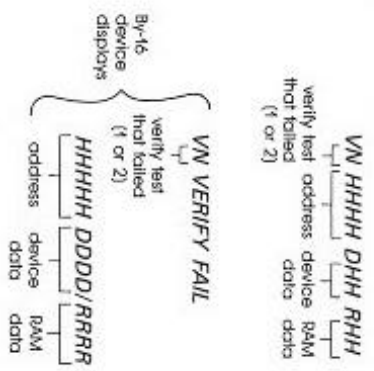 VN HHHH DHH RHH
verify test address device RAM
that failed data data
(1 or 2)
By-16
device
displays
VN VERIFY FAIL
verify test
that failed
(1 or 2)
HHHHH DDDD/RRRR
address device RAM
data data